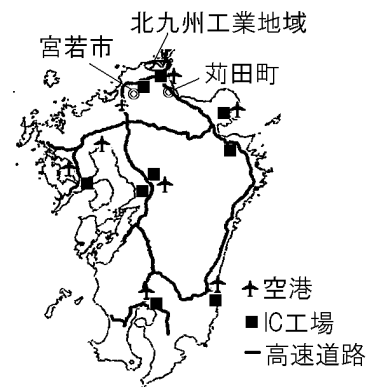 北九州工業地域
宮若市
苅田町
空港
IC工場
高速道路